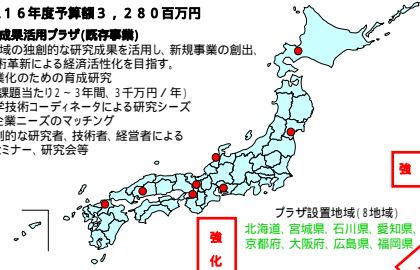 １６年度予算額３，２８０百万円
成果活用プラザ(既存事業)
域の独創的な研究成果を活用し、新規事業の創出、
術革新による経済活性化を目指す。
業化のための育成研究
課題当たり２～３年間、３千万円／年)
学技術コーディネータによる研究シーズ
企業ニーズのマッチング
創的な研究者、技術者、経営者による
セミナー、研究会等
強
プラザ設置地域(８地域)
北海道、宮城県、石川県、愛知県、
京都府、大阪府、広島県、福岡県
強
化